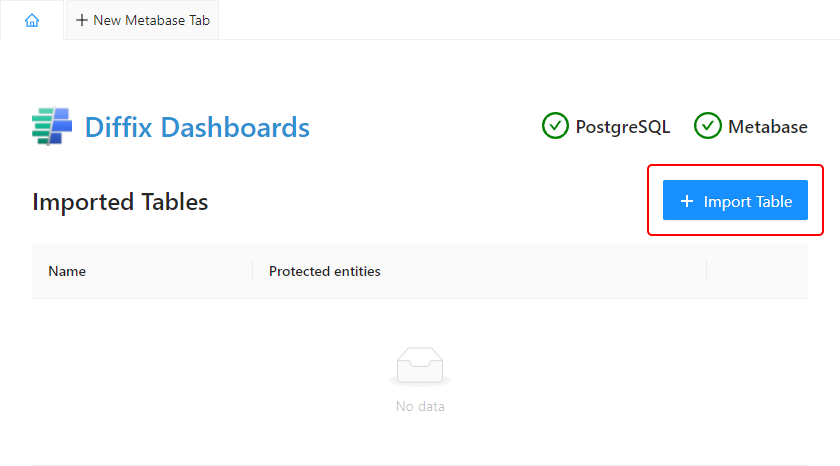 + New Metabase Tab
Diffix Dashboards
PostgreSQL
Metabase
Imported Tables
+ Import Table
Name
Protected entities
No data